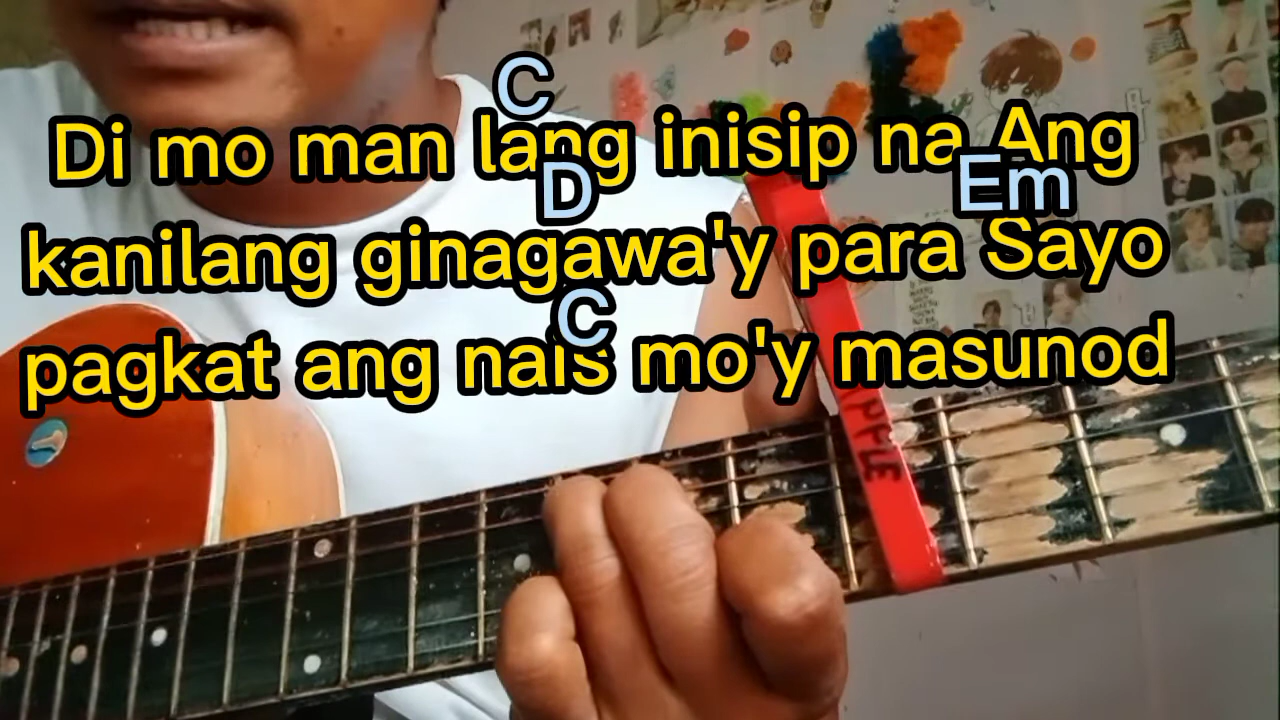 C
Di mo man lang inisip na Ang
D Em
kanilang ginagawa'y para Sayo
C
pagkat ang nais mo'y masunod